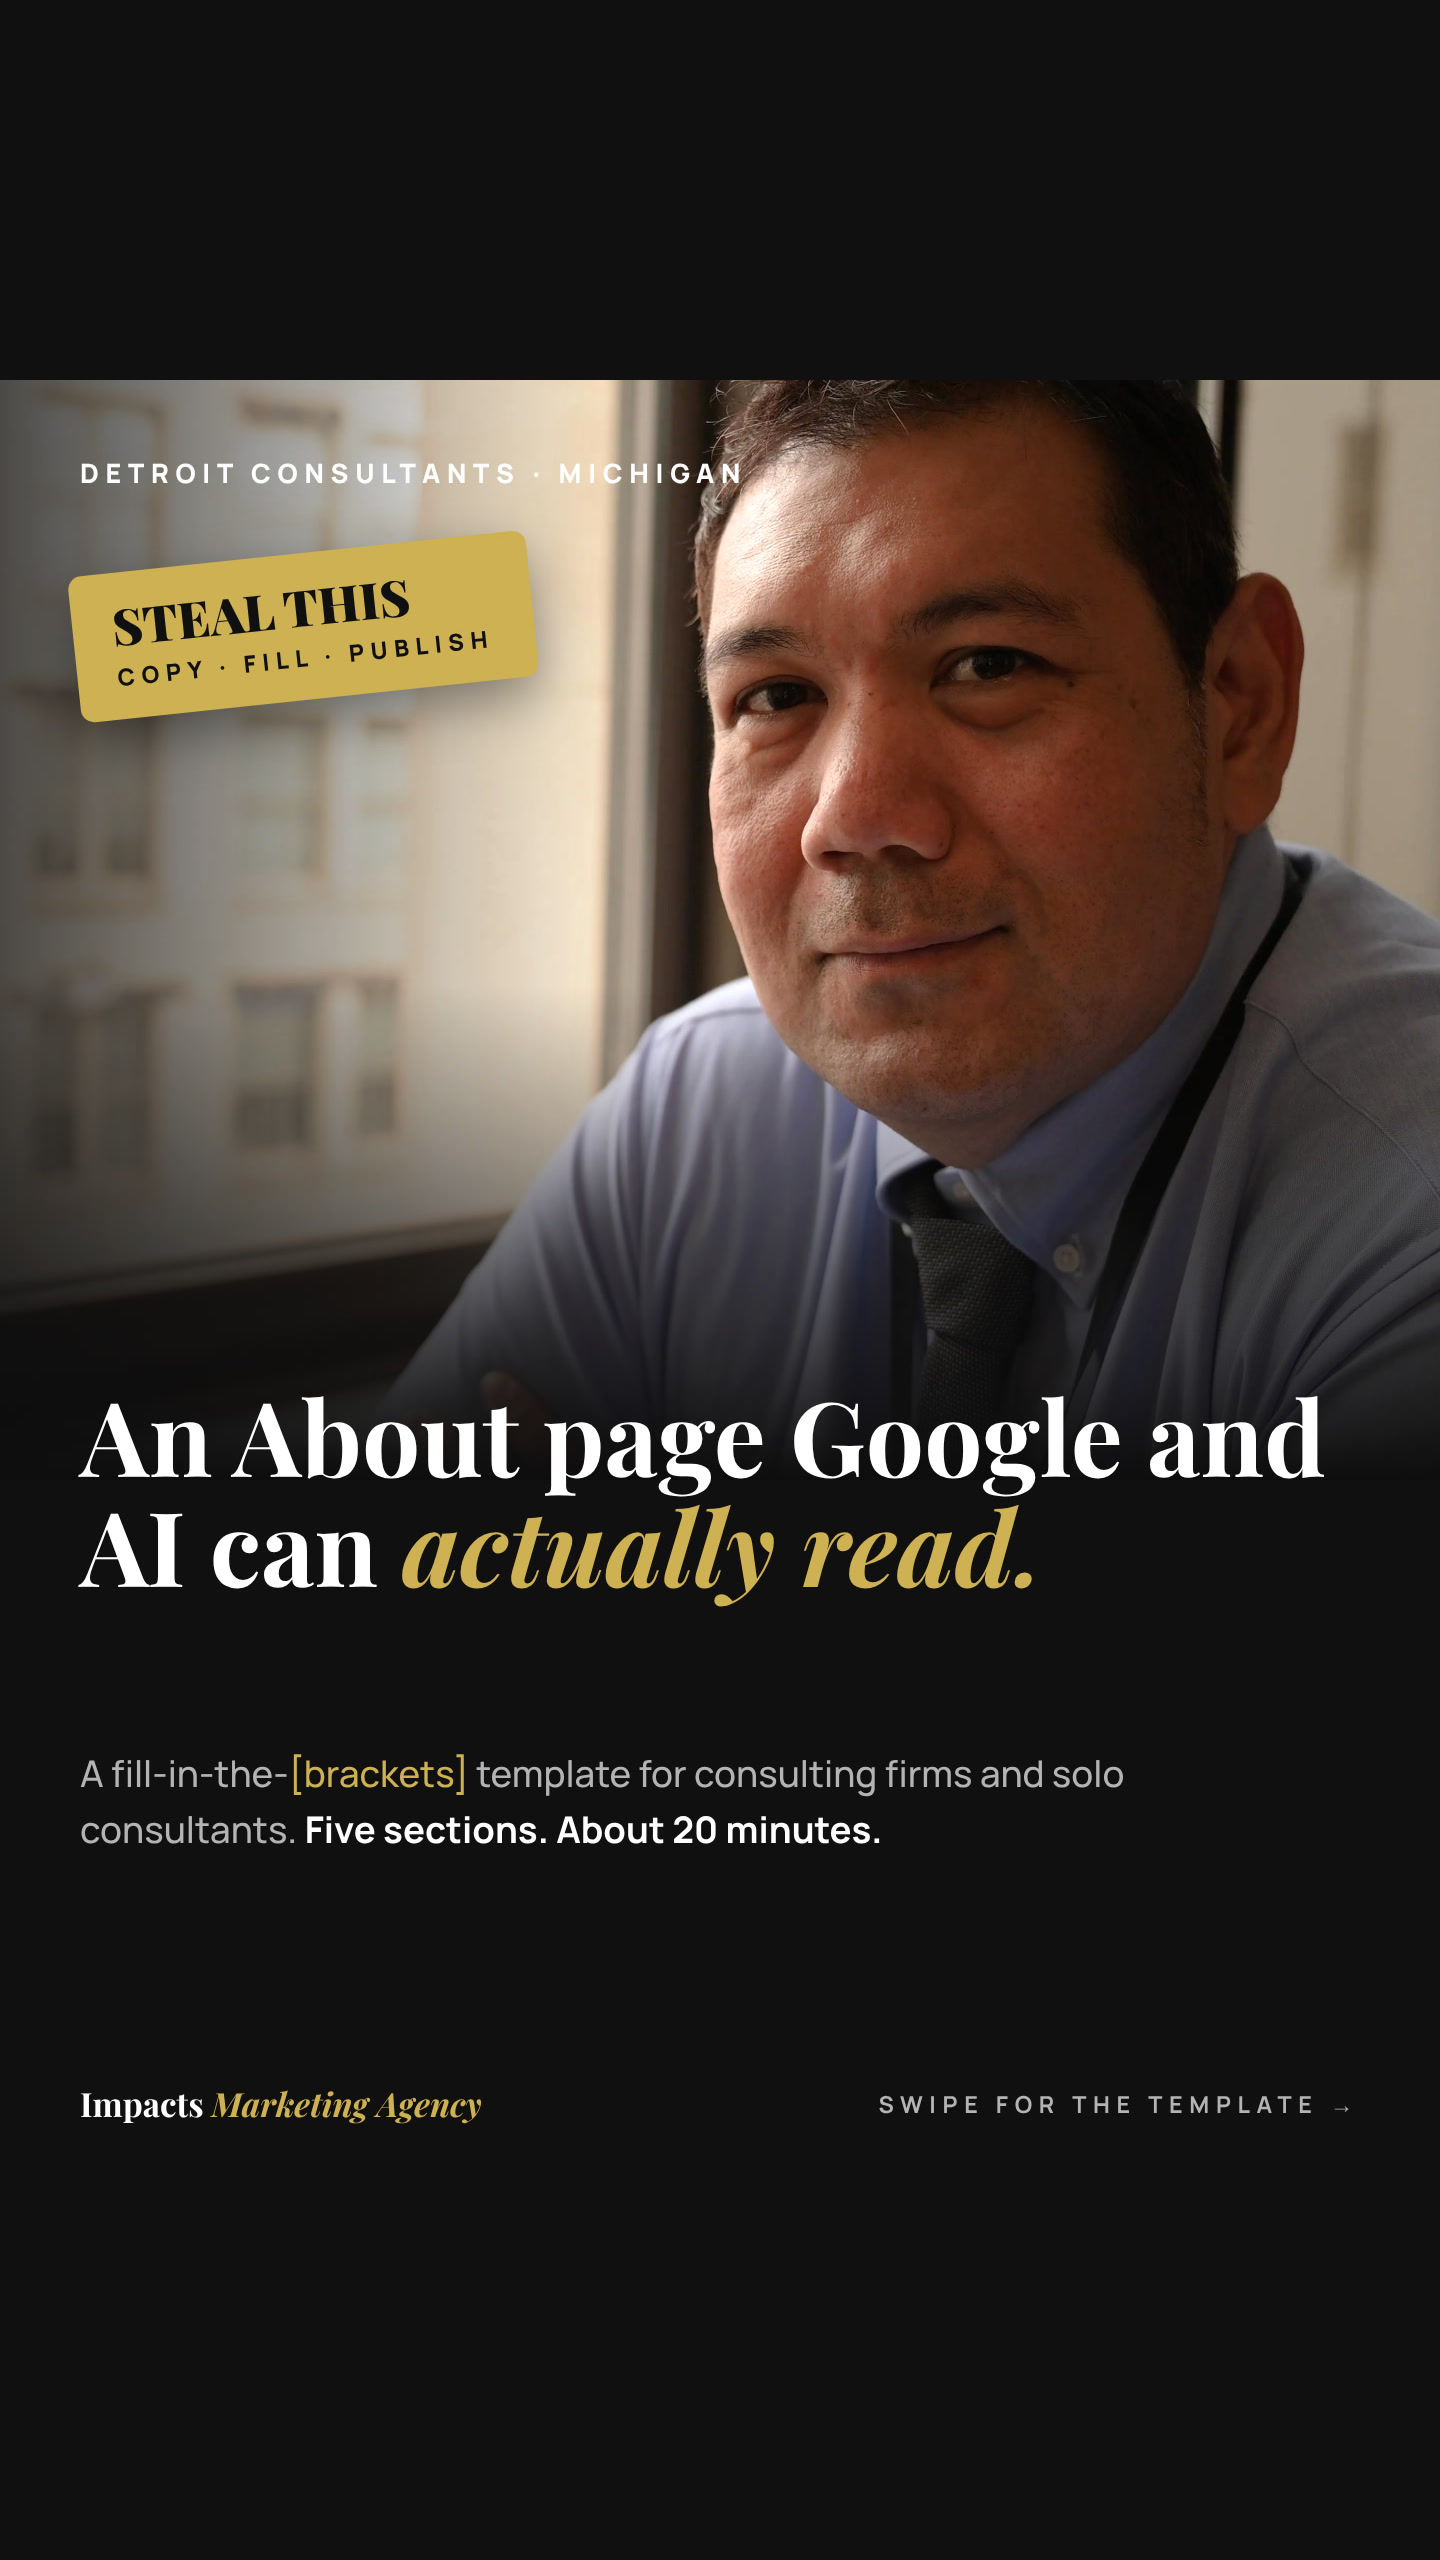 DETROIT CONSULTANTS · MICHIGAN
STEAL THIS
COPY · FILL · PUBLISH
An About page Google and
AI can actually read.
A fill-in-the-[brackets] template for consulting firms and solo
consultants. Five sections. About 20 minutes.
Impacts Marketing Agency
SWIPE FOR THE TEMPLATE →